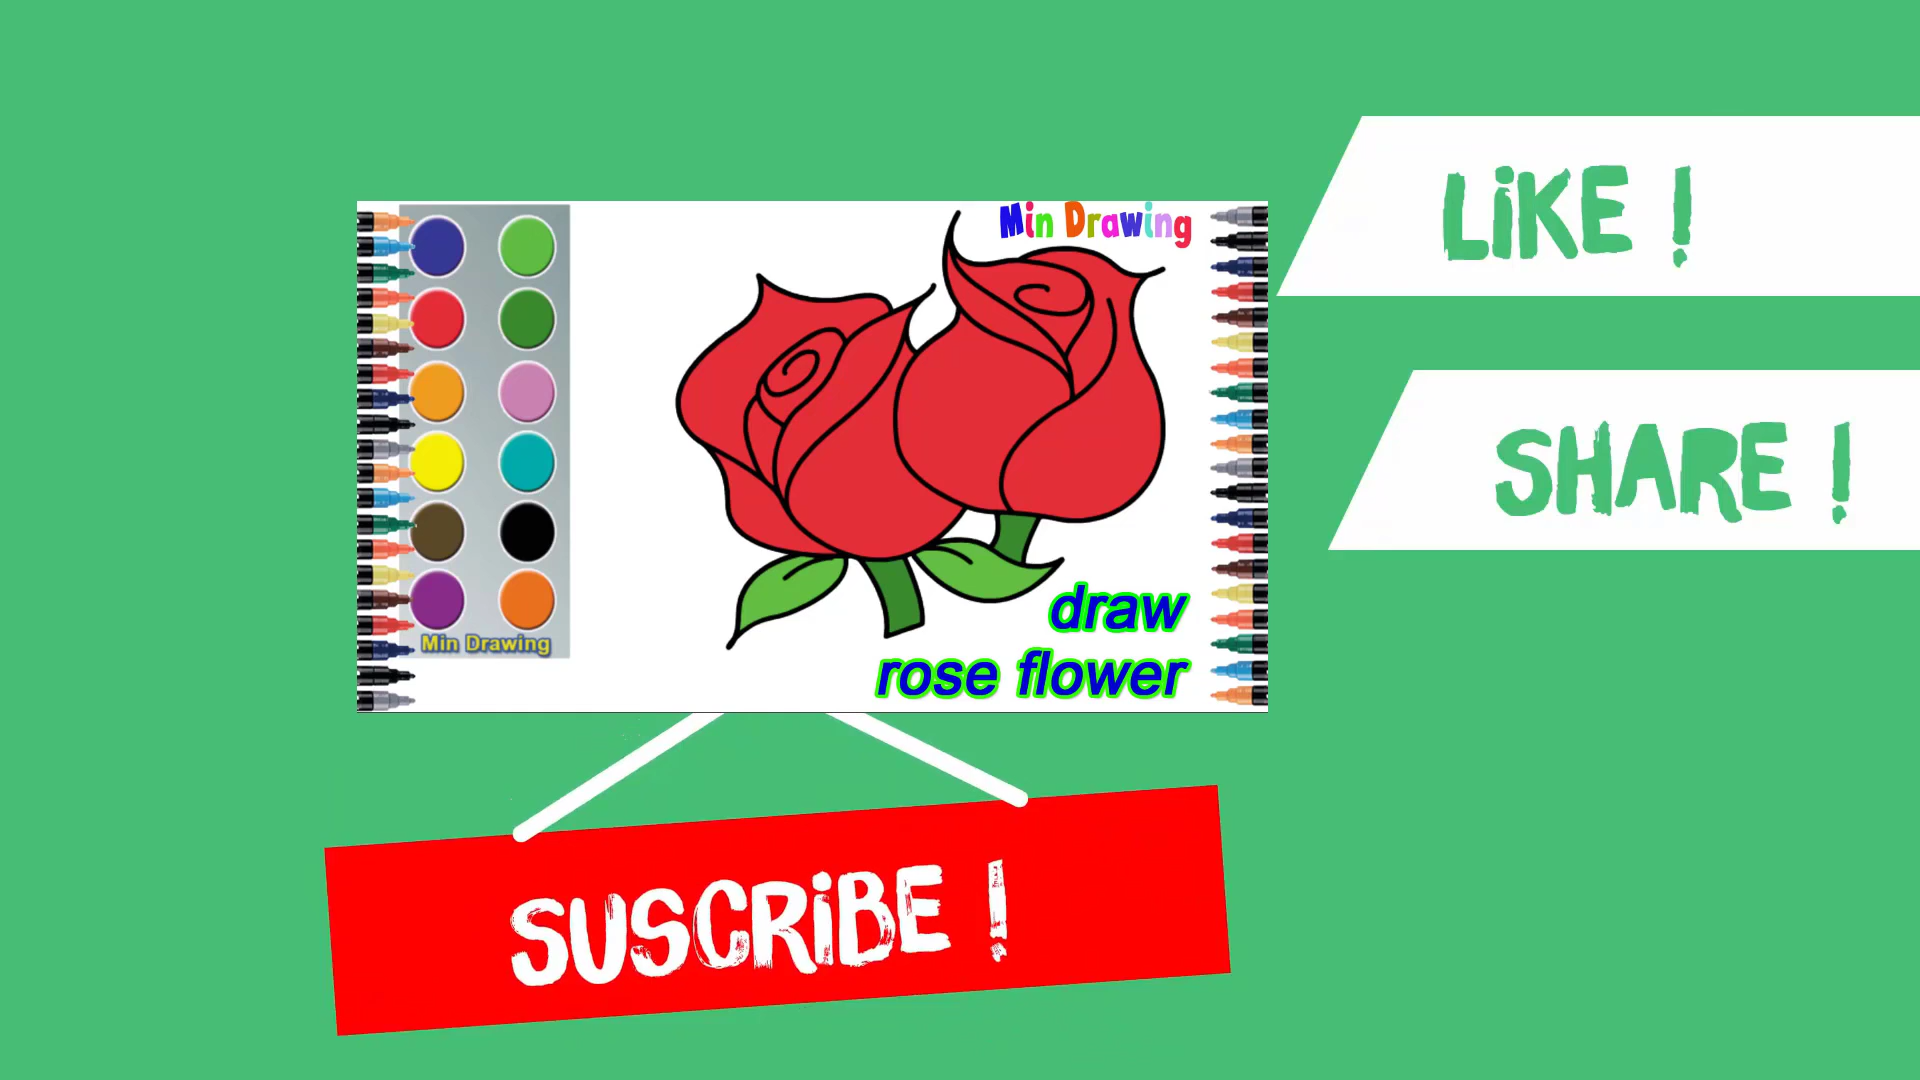 LiKE !
Min Drawing
SHARE !
draw
Min Drawing
rose flower
SUSCRiBE !